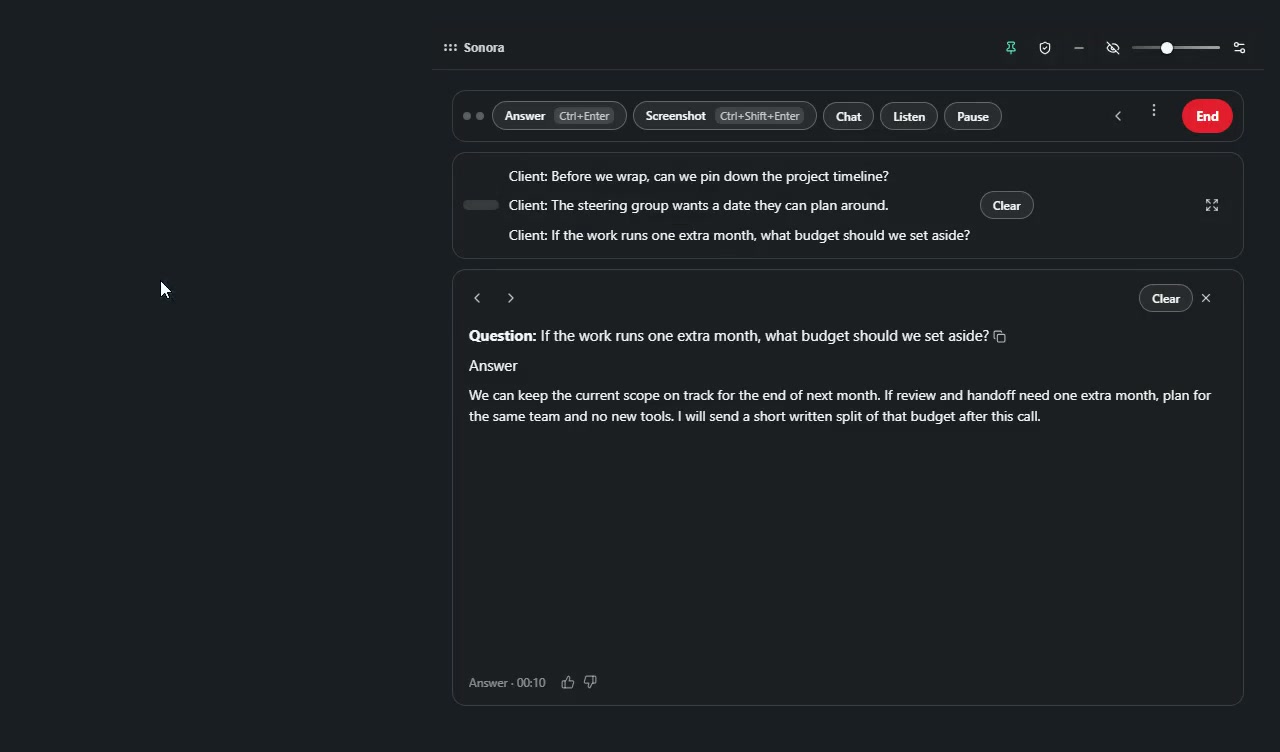 Sonora
Answer Ctrl+Enter Screenshot Ctrl+Shift+Enter Chat Listen Pause End
Client: Before we wrap, can we pin down the project timeline?
Client: The steering group wants a date they can plan around.
Clear
Client: If the work runs one extra month, what budget should we set aside?
Clear
Question: If the work runs one extra month, what budget should we set aside?
Answer
We can keep the current scope on track for the end of next month. If review and handoff need one extra month, plan for
the same team and no new tools. I will send a short written split of that budget after this call.
Answer · 00:10